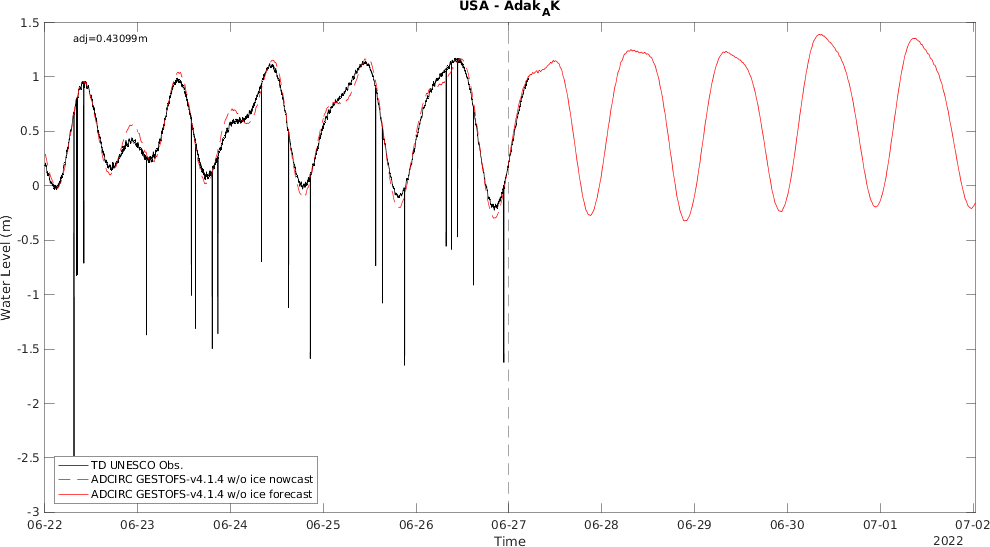 USA - Adak_AK
adj=0.43099m
1.5
1
0.5
0
-0.5
-1
-1.5
-2
-2.5
-3
Water Level (m)
TD UNESCO Obs.
ADCIRC GESTOFS-v4.1.4 w/o ice nowcast
ADCIRC GESTOFS-v4.1.4 w/o ice forecast
06-22 06-23 06-24 06-25 06-26 06-27 06-28 06-29 06-30 07-01 07-02
Time
2022